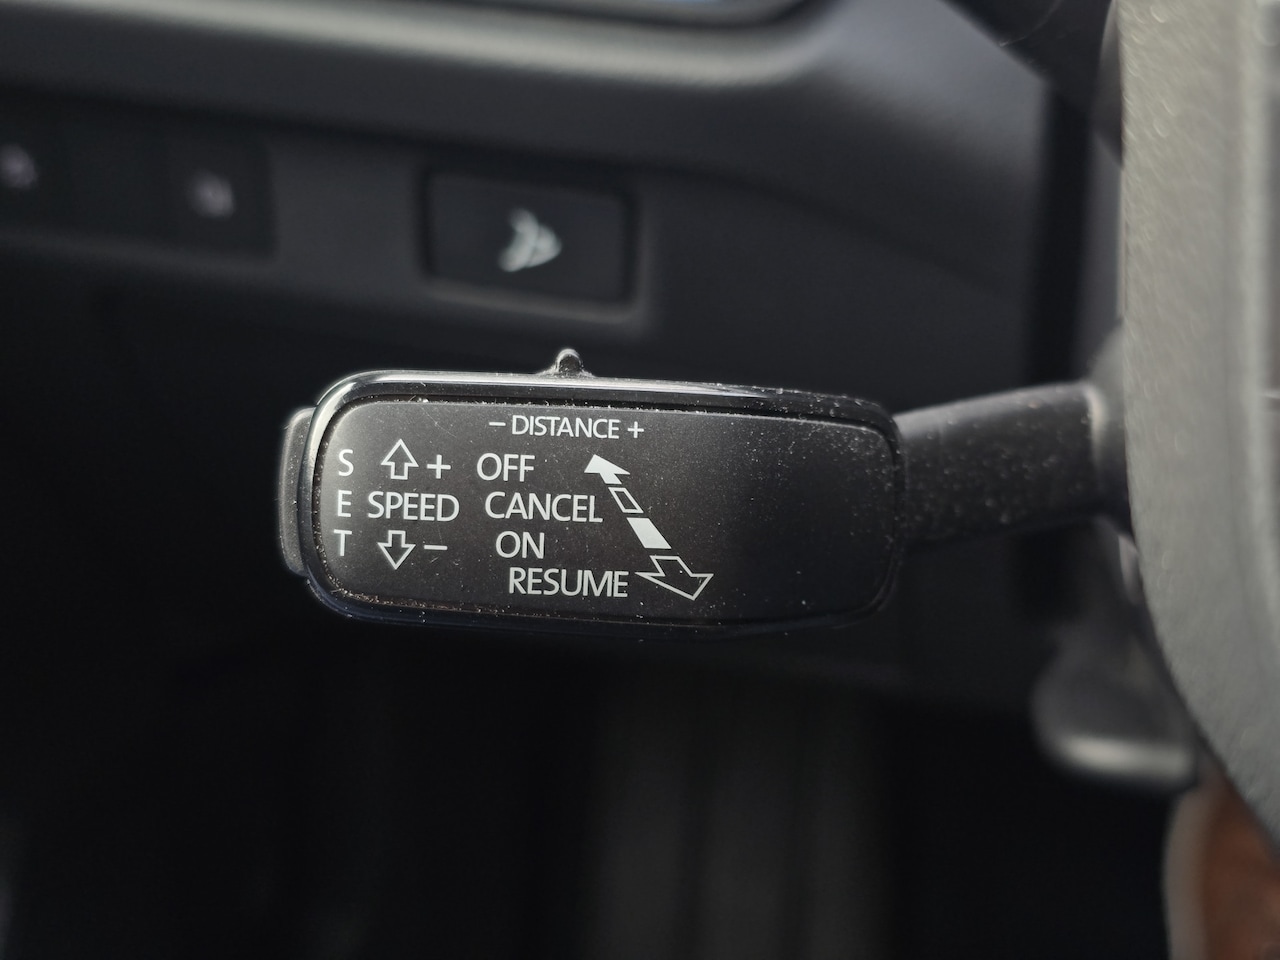 – DISTANCE +
S + OFF
E SPEED CANCEL
T – ON
RESUME